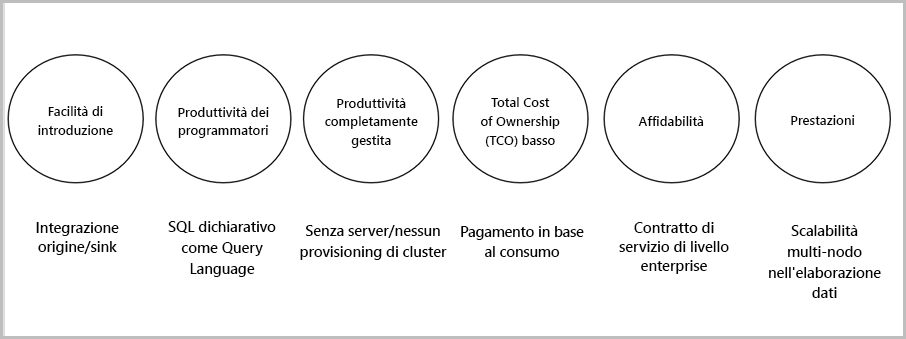 Facilità di
introduzione
Produttività dei
programmatori
Produttività
completamente
gestita
Total Cost
of Ownership
(TCO) basso
Affidabilità
Prestazioni
Integrazione
origine/sink
SQL dichiarativo
come Query
Language
Senza server/nessun
provisioning di cluster
Pagamento in base
al consumo
Contratto di
servizio di livello
enterprise
Scalabilità
multi-nodo
nell'elaborazione
dati